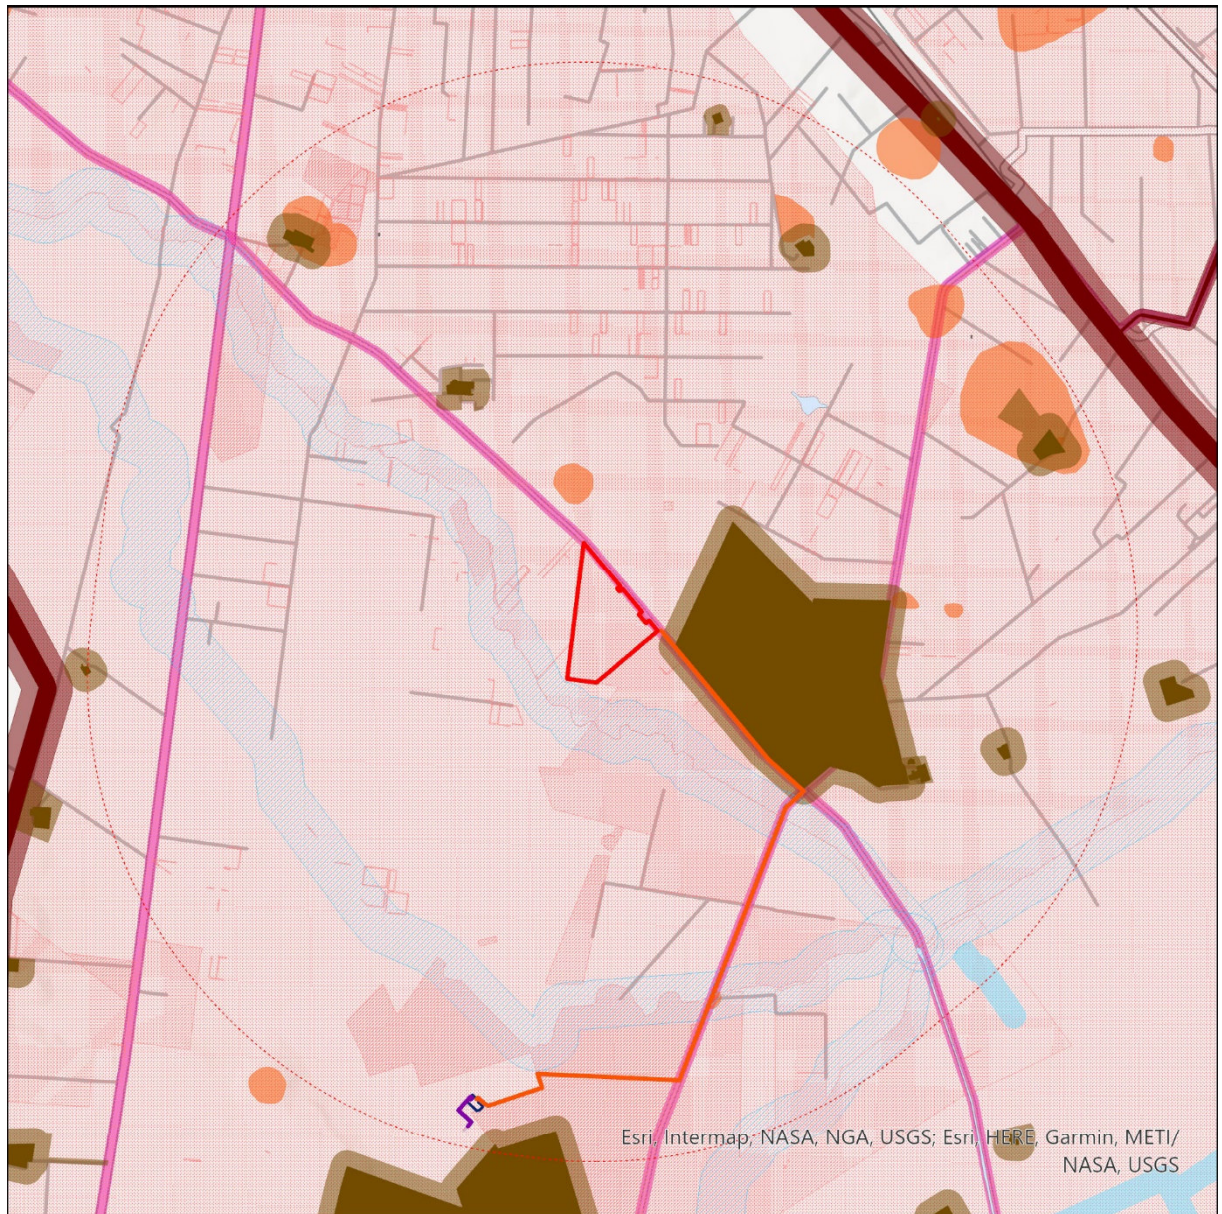 Esri, Intermap, NASA, NGA, USGS; Esri, HERE, Garmin, METI/
NASA, USGS